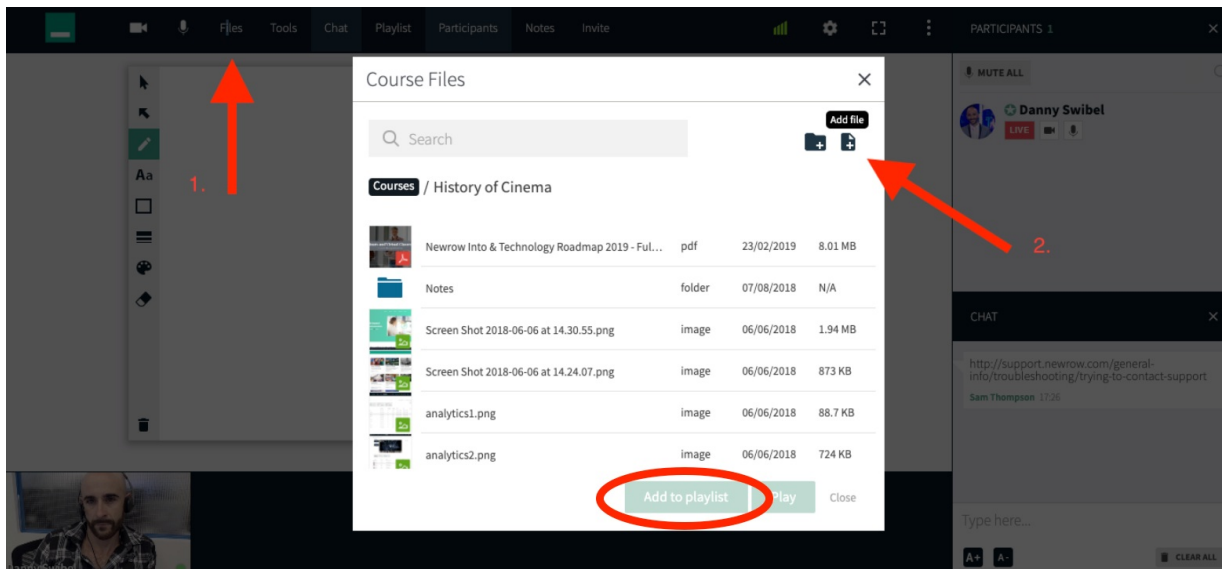 Files Tools Chat Playlist Participants Notes Invite
PARTICIPANTS 1
MUTE ALL
Danny Swibel
LIVE
Course Files
Add file
Search
Courses / History of Cinema
Newrow Into & Technology Roadmap 2019 - Ful... pdf 23/02/2019 8.01 MB
Notes folder 07/08/2018 N/A
Screen Shot 2018-06-06 at 14.30.55.png image 06/06/2018 1.94 MB
Screen Shot 2018-06-06 at 14.24.07.png image 06/06/2018 873 KB
analytics1.png image 06/06/2018 88.7 KB
analytics2.png image 06/06/2018 724 KB
Add to playlist Play Close
Aa
1.
2.
CHAT
http://support.newrow.com/general-
info/troubleshooting/trying-to-contact-support
Sam Thompson 17:26
Type here...
A+ A-
CLEAR ALL